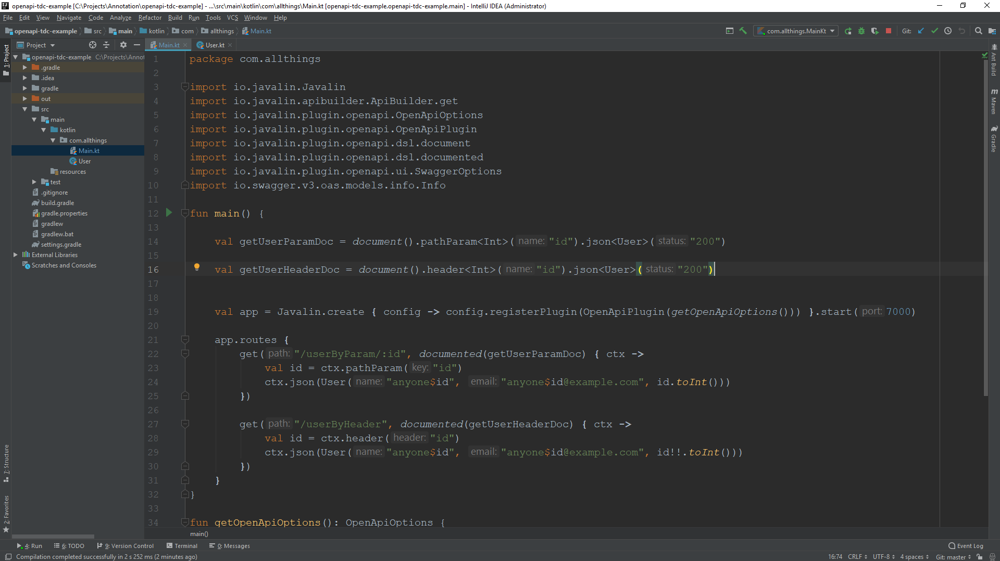 openapi-tdc-example [C:\Projects\Annotation\openapi-tdc-example] - ...\src\main\kotlin\com\allthings\Main.kt [openapi-tdc-example.openapi-tdc-example.main] - IntelliJ IDEA (Administrator)
File Edit View Navigate Code Analyze Refactor Build Run Tools VCS Window Help
openapi-tdc-example src main kotlin com allthings Main.kt com.allthings.MainKt Git:
1: Project
Project
Main.kt User.kt
openapi-tdc-example C:\Projects\Annot
.gradle
.idea
gradle
out
src
main
kotlin
com.allthings
Main.kt
User
resources
test
.gitignore
build.gradle
gradle.properties
gradlew
gradlew.bat
settings.gradle
External Libraries
Scratches and Consoles
7: Structure
2: Favorites
1 package com.allthings
2
3 import io.javalin.Javalin
4 import io.javalin.apibuilder.ApiBuilder.get
5 import io.javalin.plugin.openapi.OpenApiOptions
6 import io.javalin.plugin.openapi.OpenApiPlugin
7 import io.javalin.plugin.openapi.dsl.document
8 import io.javalin.plugin.openapi.dsl.documented
9 import io.javalin.plugin.openapi.ui.SwaggerOptions
10 import io.swagger.v3.oas.models.info.Info
11
12 fun main() {
13
14 val getUserParamDoc = document().pathParam<Int>( name: "id").json<User>( status: "200")
15
16 val getUserHeaderDoc = document().header<Int>( name: "id").json<User>( status: "200")
17
18
19 val app = Javalin.create { config -> config.registerPlugin(OpenApiPlugin(getOpenApiOptions())) }.start( port: 7000)
20
21 app.routes {
22 get( path: "/userByParam/:id", documented(getUserParamDoc) { ctx ->
23 val id = ctx.pathParam( key: "id")
24 ctx.json(User( name: "anyone$id", email: "anyone$id@example.com", id.toInt()))
25 })
26
27 get( path: "/userByHeader", documented(getUserHeaderDoc) { ctx ->
28 val id = ctx.header( header: "id")
29 ctx.json(User( name: "anyone$id", email: "anyone$id@example.com", id!!.toInt()))
30 })
31 }
32 }
33
34 fun getOpenApiOptions(): OpenApiOptions {
main()
Ant Build
Maven
Gradle
4: Run 6: TODO 9: Version Control Terminal 0: Messages Event Log
Compilation completed successfully in 2 s 252 ms (2 minutes ago) 16:74 CRLF UTF-8 4 spaces Git: master